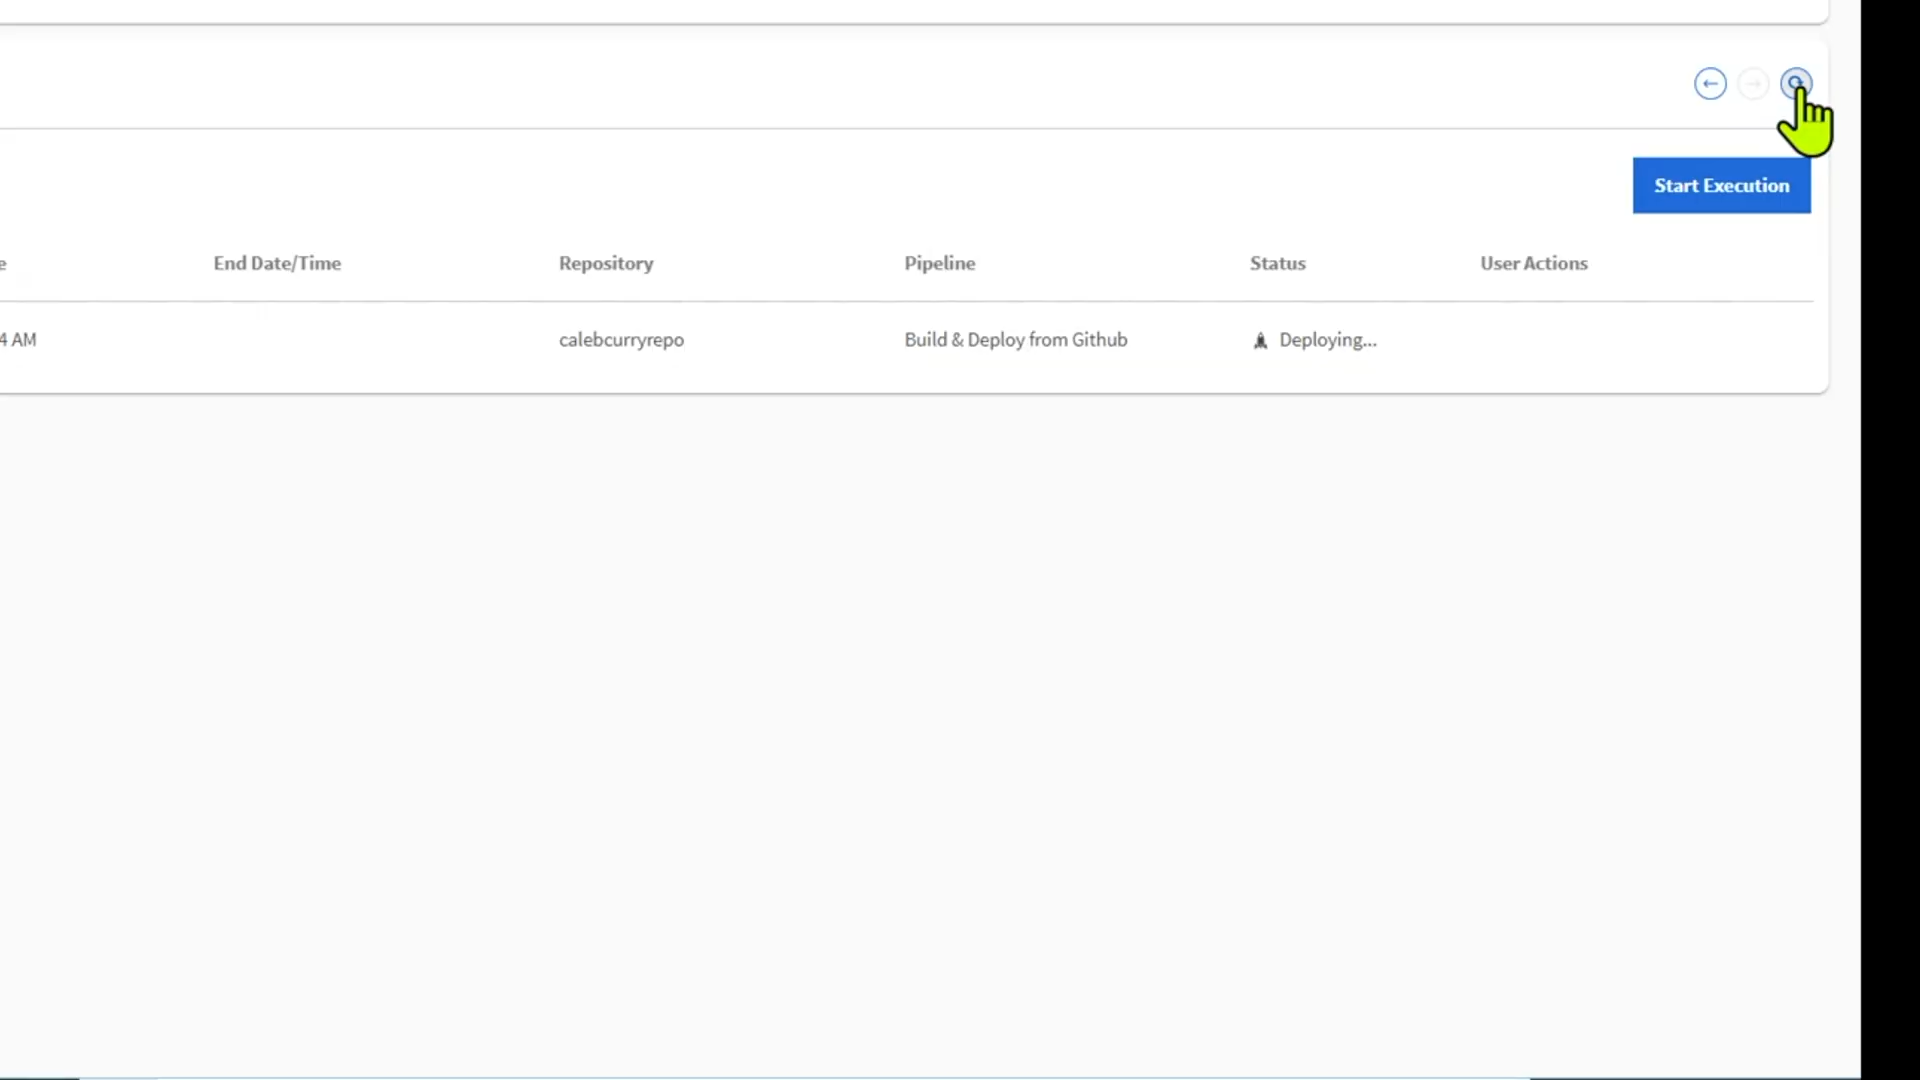 Start Execution
e End Date/Time Repository Pipeline Status User Actions
4 AM calebcurryrepo Build & Deploy from Github Deploying...